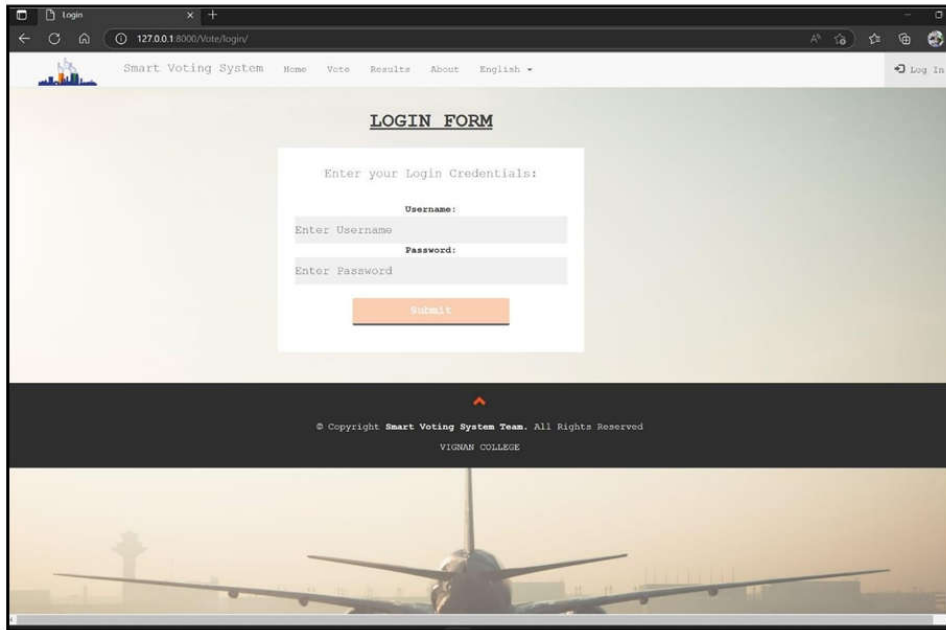 Login
127.0.0.1:8000/Vote/login/
Smart Voting System Home Vote Results About English Log In
LOGIN FORM
Enter your Login Credentials:
Username:
Enter Username
Password:
Enter Password
Submit
© Copyright Smart Voting System Team. All Rights Reserved
VIGNAN COLLEGE